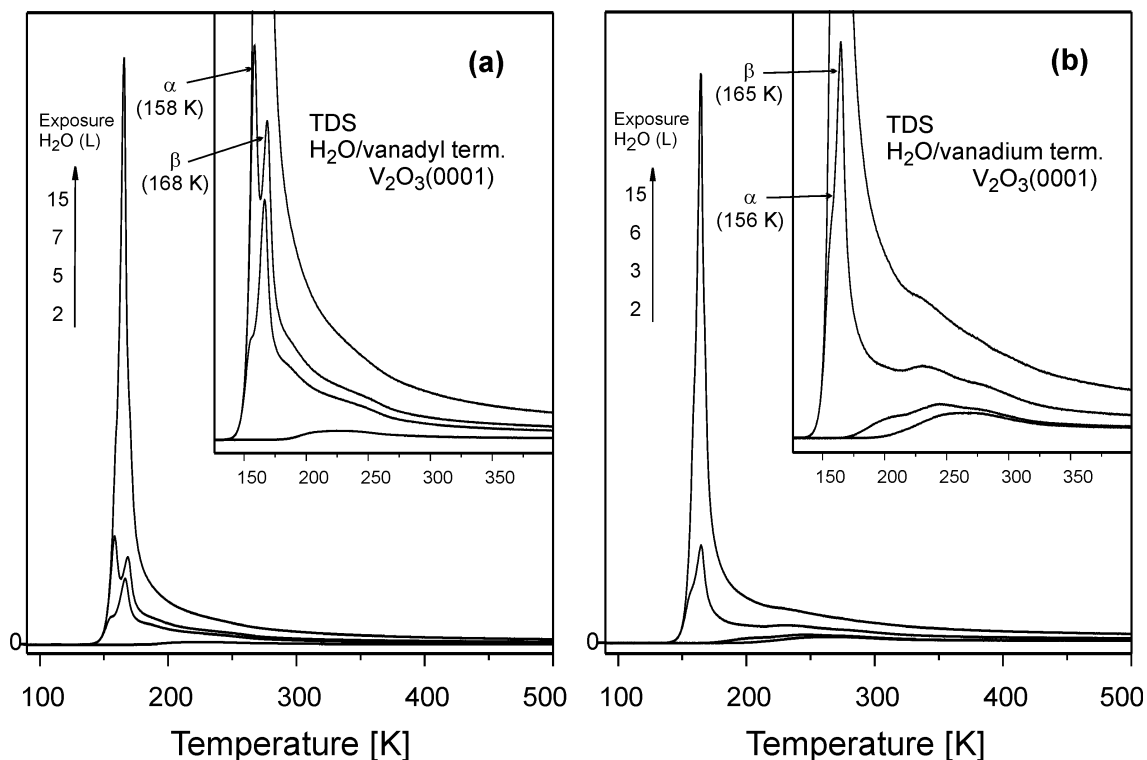 (a)
α
(158 K)
β
(168 K)
Exposure
H₂O (L)
15
7
5
2
TDS
H₂O/vanadyl term.
V₂O₃(0001)
150 200 250 300 350
0
100 200 300 400 500
Temperature [K]
(b)
β
(165 K)
α
(156 K)
Exposure
H₂O (L)
15
6
3
2
TDS
H₂O/vanadium term.
V₂O₃(0001)
150 200 250 300 350
0
100 200 300 400 500
Temperature [K]